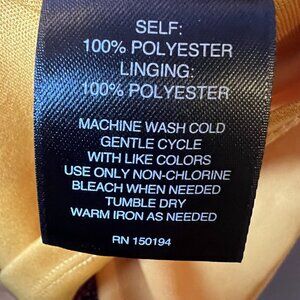 SELF:
100% POLYESTER
LINGING:
100% POLYESTER
MACHINE WASH COLD
GENTLE CYCLE
WITH LIKE COLORS
USE ONLY NON-CHLORINE
BLEACH WHEN NEEDED
TUMBLE DRY
WARM IRON AS NEEDED
RN 150194